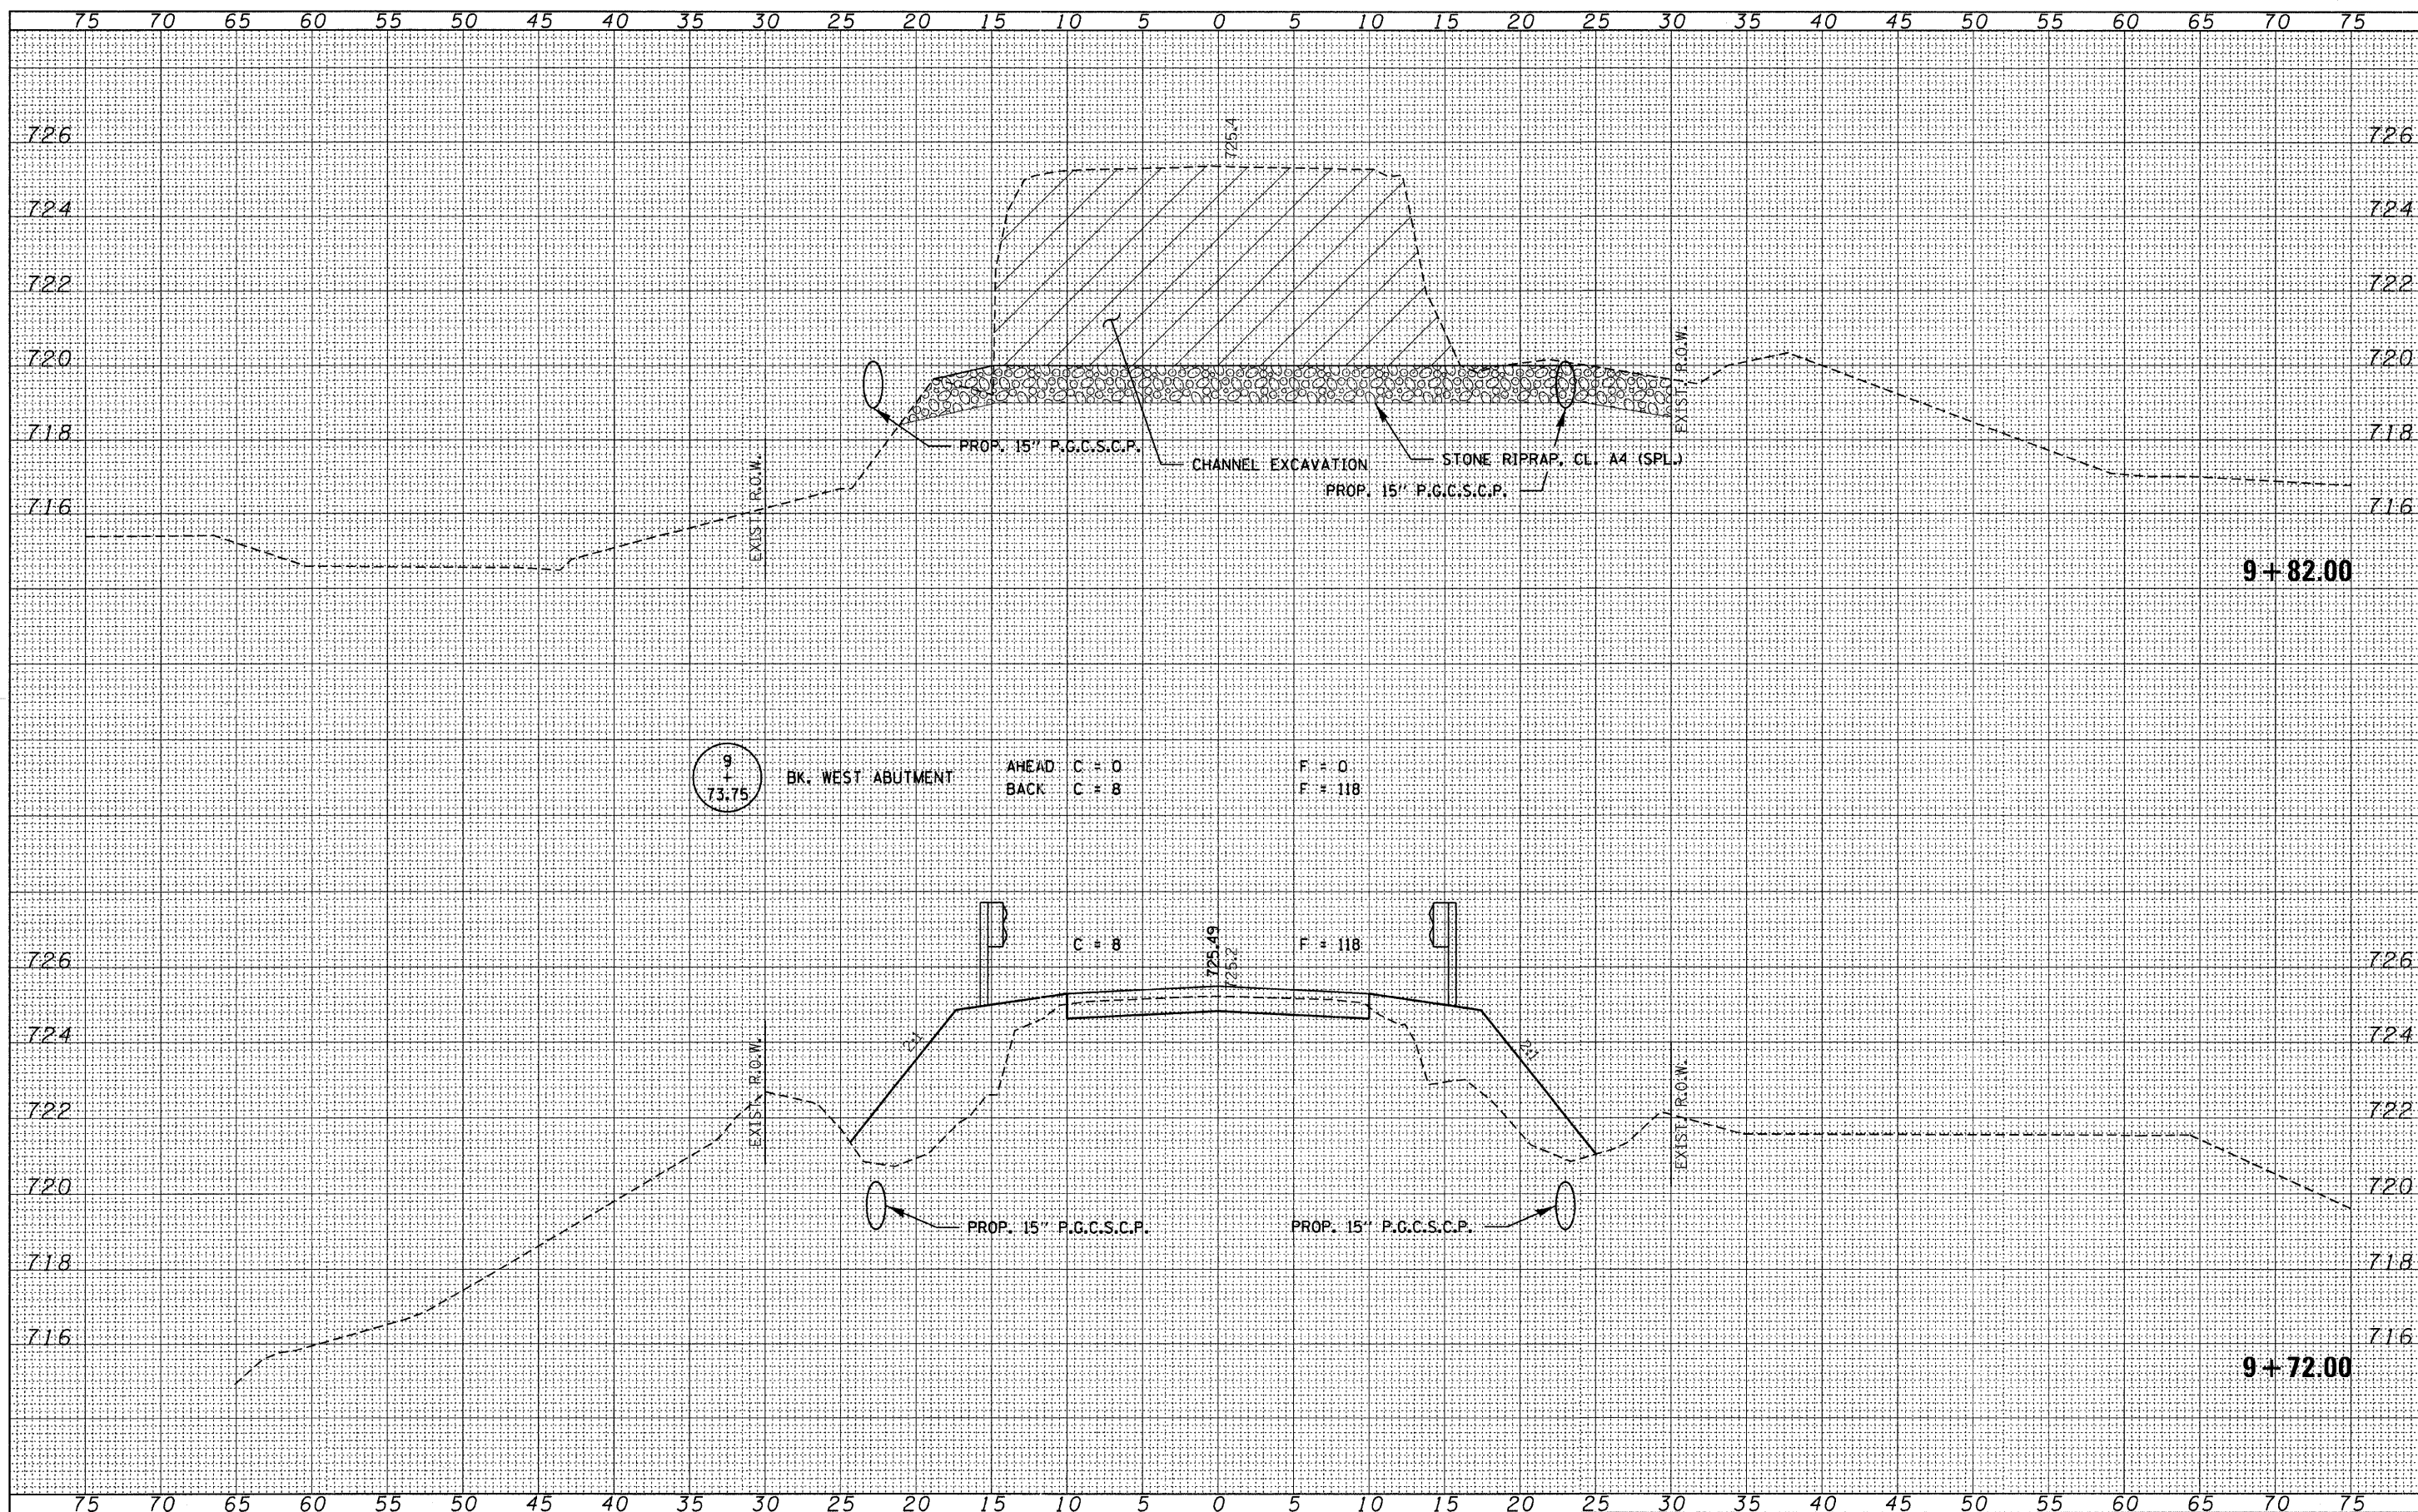 75 70 65 60 55 50 45 40 35 30 25 20 15 10 5 0 5 10 15 20 25 30 35 40 45 50 55 60 65 70 75
725.4
726 726
724 724
722 722
EXIST. R.O.W.
720 720
718 718
PROP. 15" P.G.C.S.C.P.
EXIST. R.O.W.
CHANNEL EXCAVATION
STONE RIPRAP, CL. A4 (SPL.)
PROP. 15" P.G.C.S.C.P.
716 716
9+82.00
9
+
73.75
BK. WEST ABUTMENT
AHEAD C = 0 F = 0
BACK C = 8 F = 118
C = 8 F = 118
725.49
725.2
726 726
724 724
2:1 2:1
EXIST. R.O.W. EXIST. R.O.W.
722 722
720 720
PROP. 15" P.G.C.S.C.P. PROP. 15" P.G.C.S.C.P.
718 718
716 716
9+72.00
75 70 65 60 55 50 45 40 35 30 25 20 15 10 5 0 5 10 15 20 25 30 35 40 45 50 55 60 65 70 75